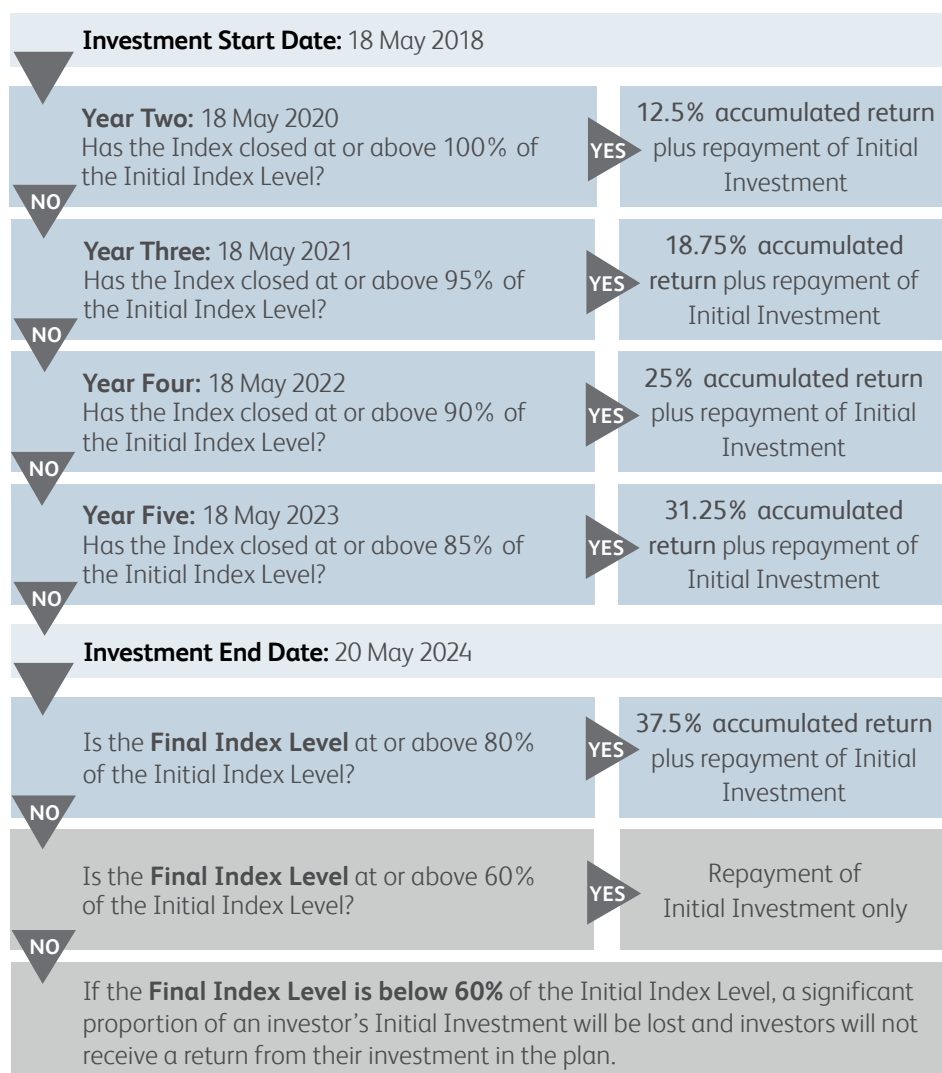 Investment Start Date: 18 May 2018
Year Two: 18 May 2020
Has the Index closed at or above 100% of
the Initial Index Level?
YES
12.5% accumulated return
plus repayment of Initial
Investment
NO
Year Three: 18 May 2021
Has the Index closed at or above 95% of
the Initial Index Level?
YES
18.75% accumulated
return plus repayment of
Initial Investment
NO
Year Four: 18 May 2022
Has the Index closed at or above 90% of
the Initial Index Level?
YES
25% accumulated return
plus repayment of Initial
Investment
NO
Year Five: 18 May 2023
Has the Index closed at or above 85% of
the Initial Index Level?
YES
31.25% accumulated
return plus repayment of
Initial Investment
NO
Investment End Date: 20 May 2024
Is the Final Index Level at or above 80%
of the Initial Index Level?
YES
37.5% accumulated return
plus repayment of Initial
Investment
NO
Is the Final Index Level at or above 60%
of the Initial Index Level?
YES
Repayment of
Initial Investment only
NO
If the Final Index Level is below 60% of the Initial Index Level, a significant
proportion of an investor's Initial Investment will be lost and investors will not
receive a return from their investment in the plan.